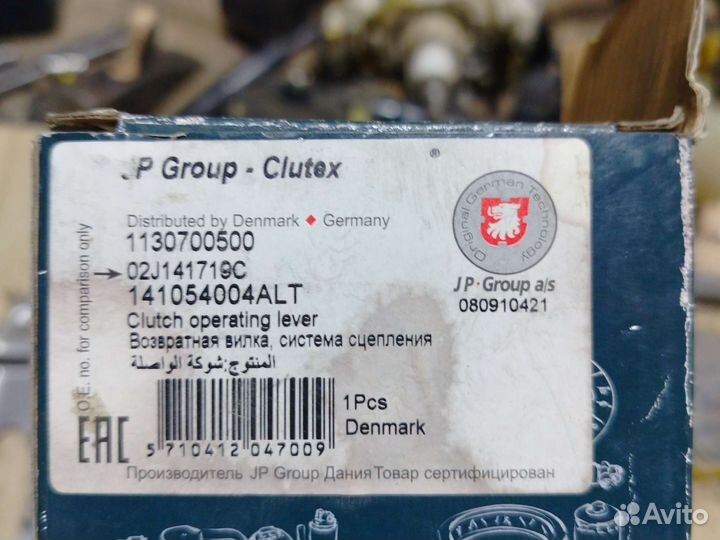 JP Group - Clutex
®
Distributed by Denmark ♦ Germany
1130700500
02J141719C
141054004ALT
Clutch operating lever
Возвратная вилка, система сцепления
المنتوج:شوكة الواصلة
O.E. no. for comparison only
Original German Technology
JP·Group a/s
080910421
1Pcs
Denmark
EAC
5 710412 047009
Производитель JP Group Дания Товар сертифицирован
Avito